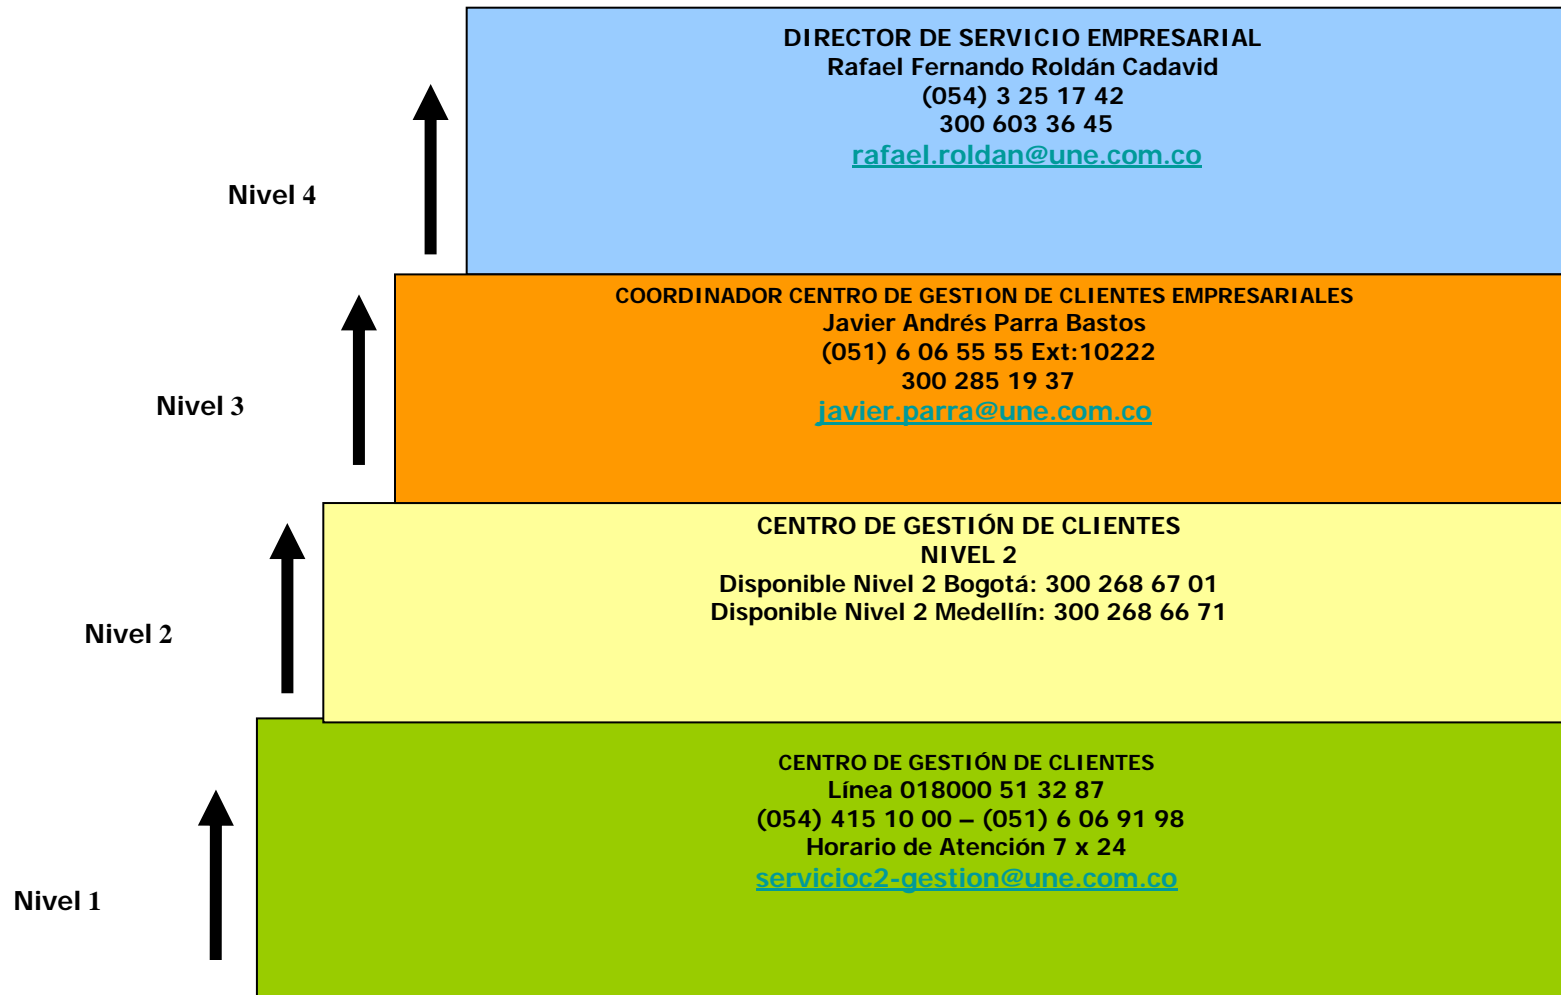 DIRECTOR DE SERVICIO EMPRESARIAL
Rafael Fernando Roldán Cadavid
(054) 3 25 17 42
300 603 36 45
rafael.roldan@une.com.co
Nivel 4
COORDINADOR CENTRO DE GESTION DE CLIENTES EMPRESARIALES
Javier Andrés Parra Bastos
(051) 6 06 55 55 Ext:10222
300 285 19 37
javier.parra@une.com.co
Nivel 3
CENTRO DE GESTIÓN DE CLIENTES
NIVEL 2
Disponible Nivel 2 Bogotá: 300 268 67 01
Disponible Nivel 2 Medellín: 300 268 66 71
Nivel 2
CENTRO DE GESTIÓN DE CLIENTES
Línea 018000 51 32 87
(054) 415 10 00 – (051) 6 06 91 98
Horario de Atención 7 x 24
servicioc2-gestion@une.com.co
Nivel 1